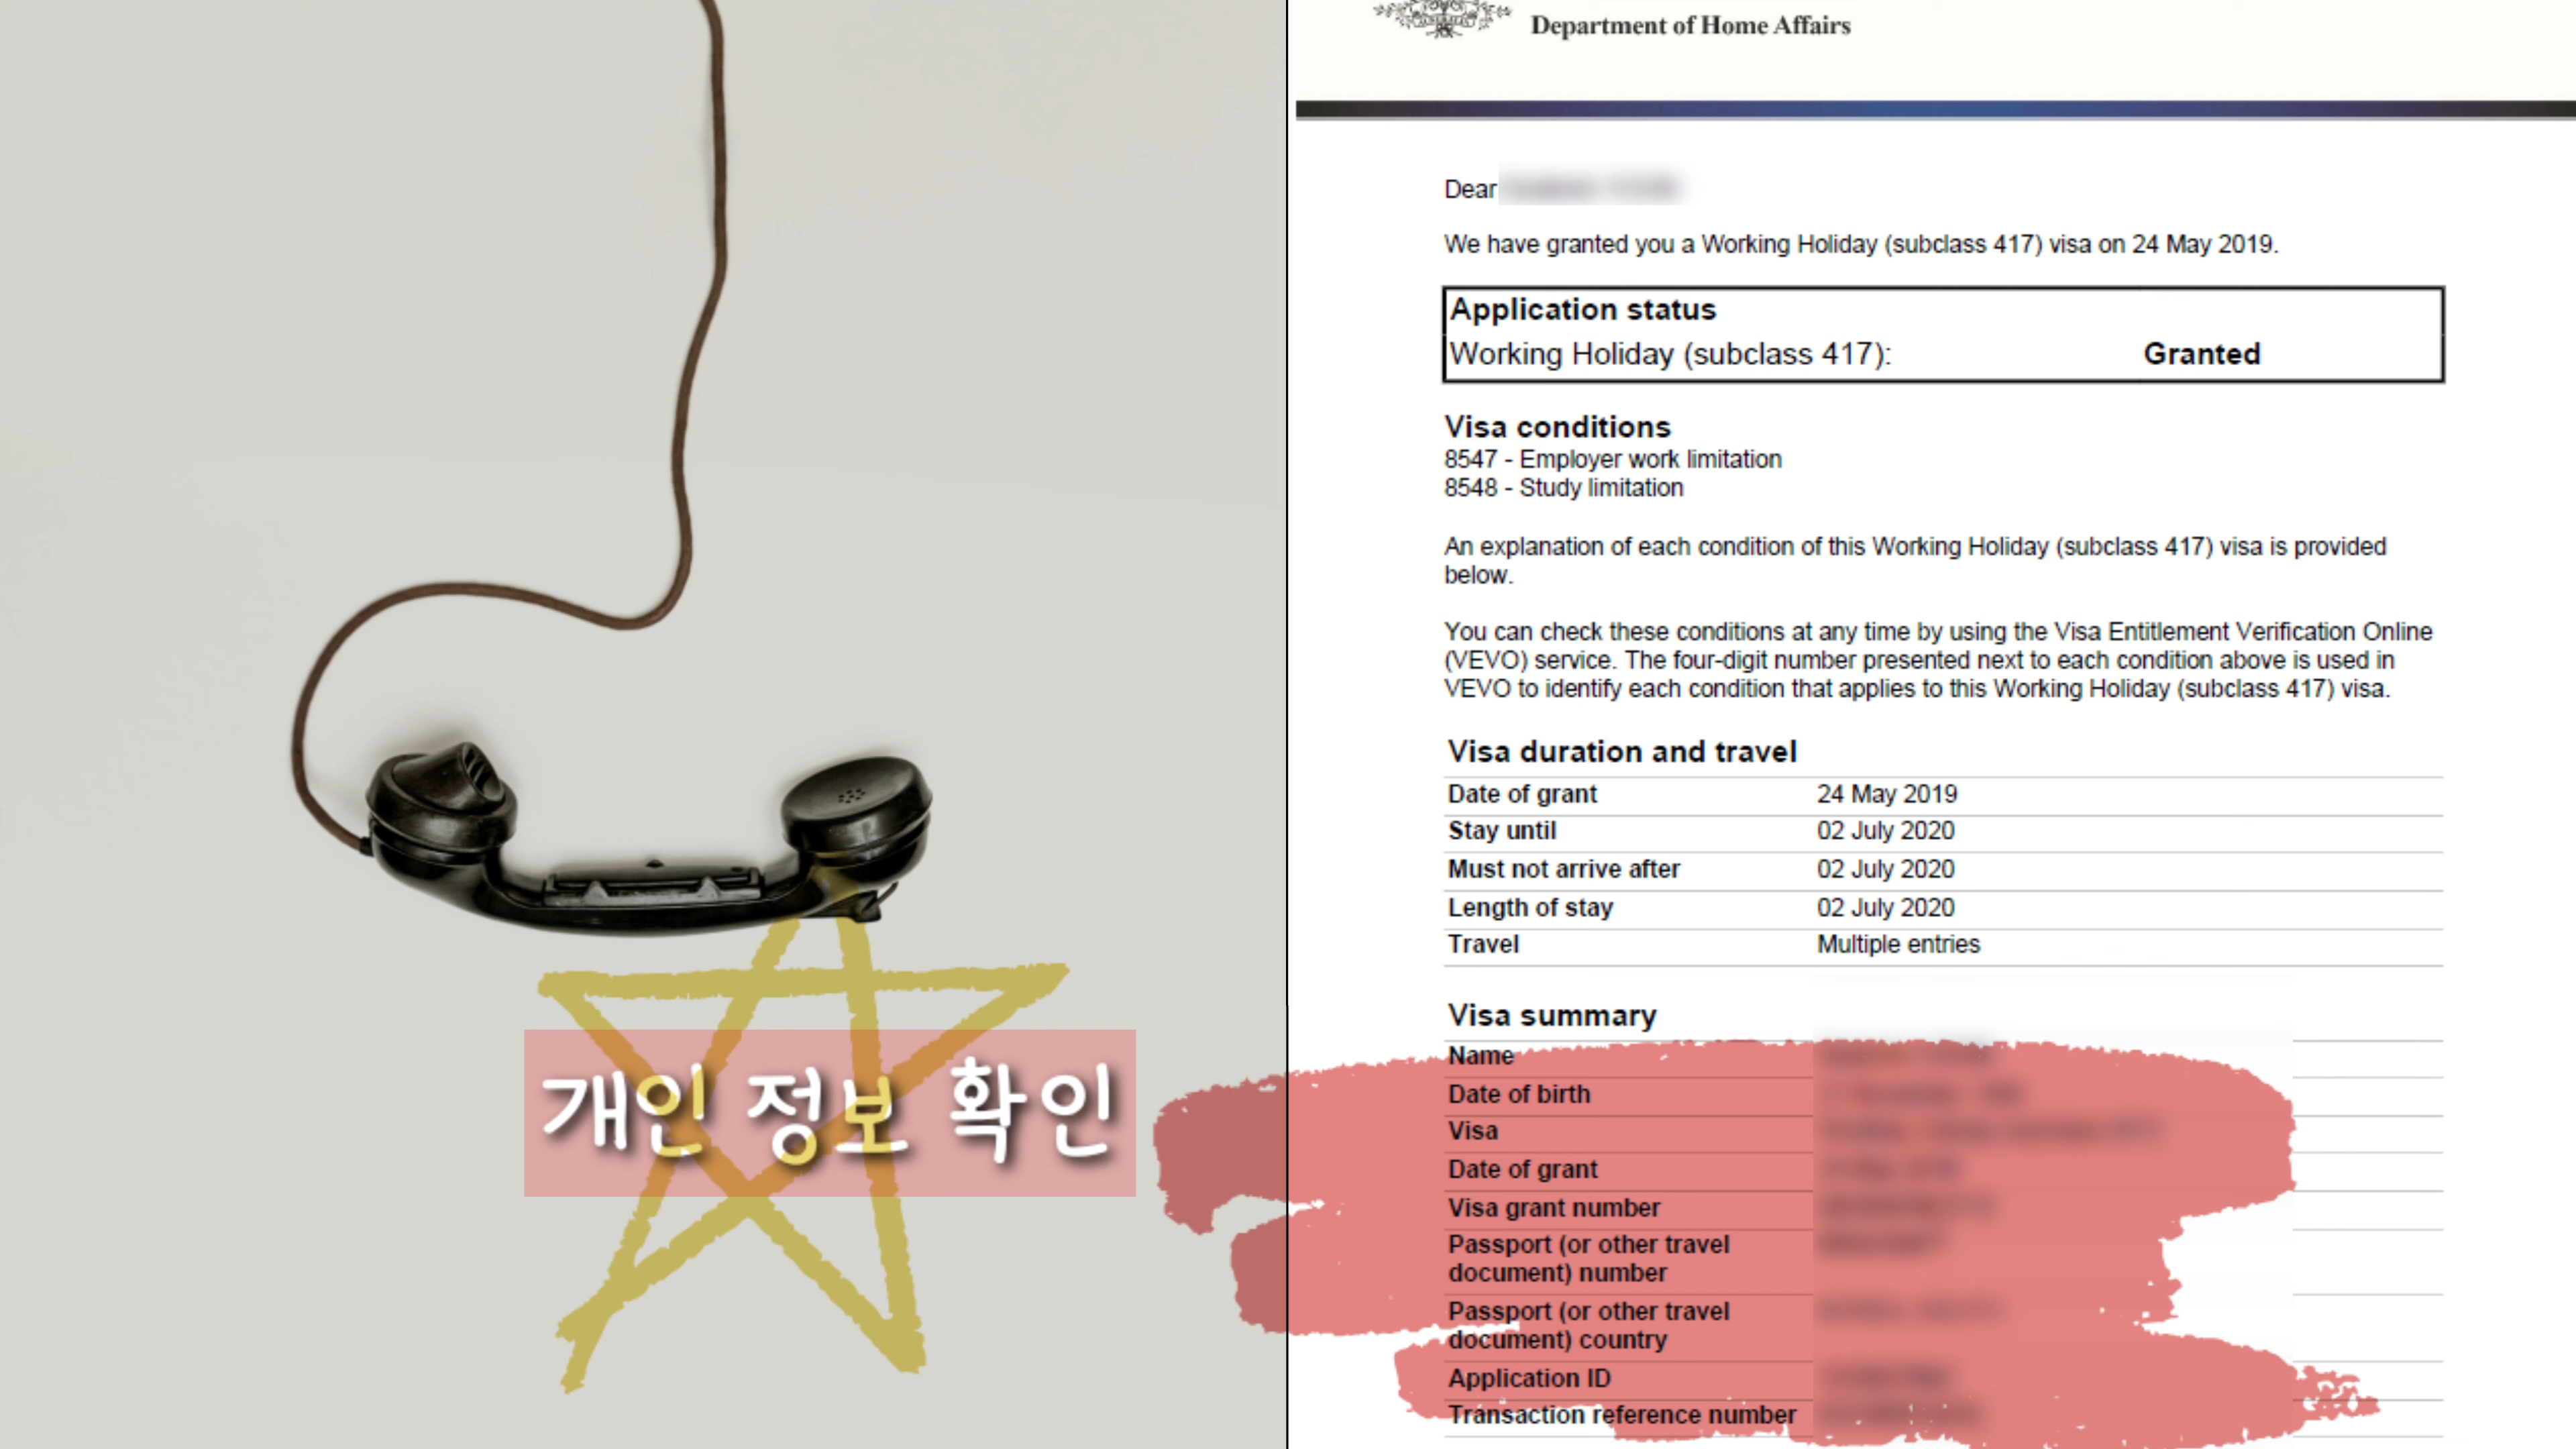 개인 정보 확인
Department of Home Affairs
Dear
We have granted you a Working Holiday (subclass 417) visa on 24 May 2019.
Application status
Working Holiday (subclass 417): Granted
Visa conditions
8547 - Employer work limitation
8548 - Study limitation
An explanation of each condition of this Working Holiday (subclass 417) visa is provided
below.
You can check these conditions at any time by using the Visa Entitlement Verification Online
(VEVO) service. The four-digit number presented next to each condition above is used in
VEVO to identify each condition that applies to this Working Holiday (subclass 417) visa.
Visa duration and travel
Date of grant 24 May 2019
Stay until 02 July 2020
Must not arrive after 02 July 2020
Length of stay 02 July 2020
Travel Multiple entries
Visa summary
Name
Date of birth
Visa
Date of grant
Visa grant number
Passport (or other travel
document) number
Passport (or other travel
document) country
Application ID
Transaction reference number